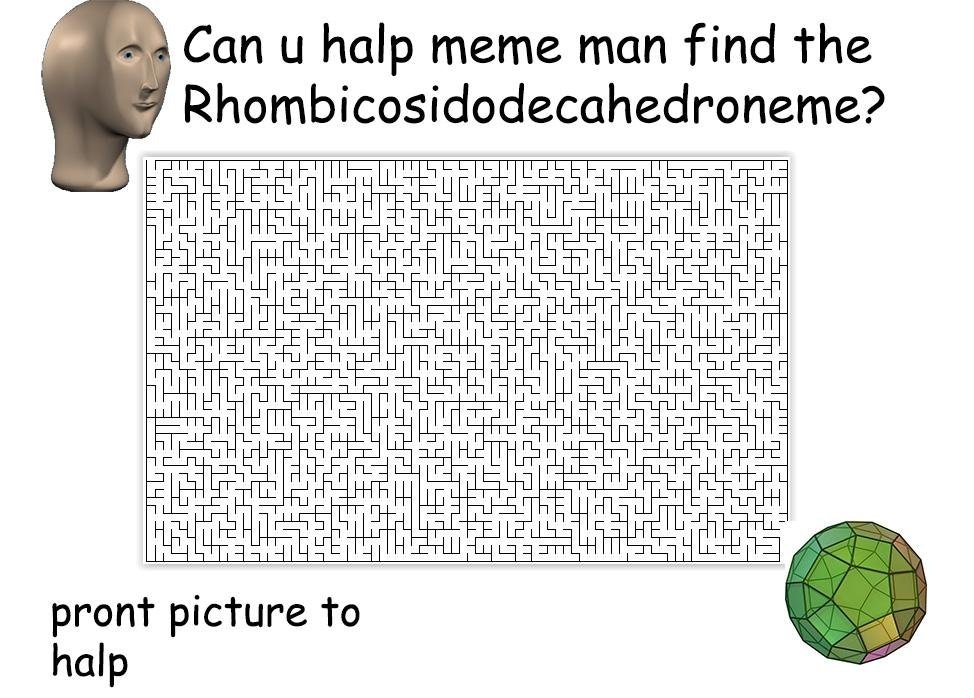 Can u halp meme man find the
Rhombicosidodecahedroneme?
pront picture to
halp